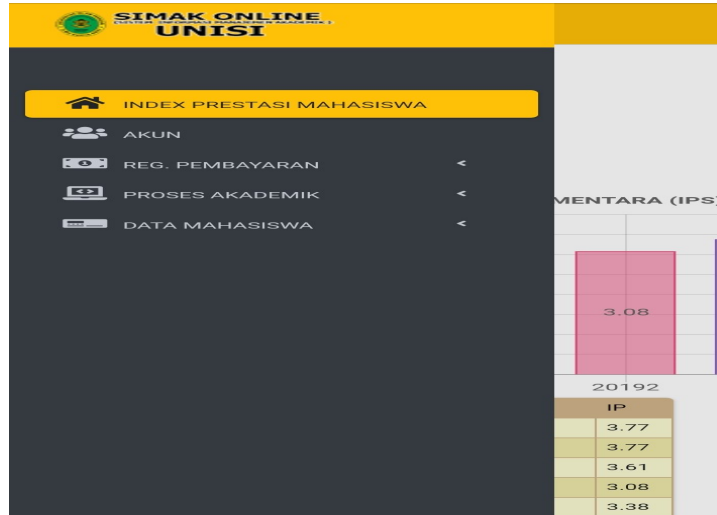 SIMAK ONLINE
UNISI
INDEX PRESTASI MAHASISWA
AKUN
REG. PEMBAYARAN <
PROSES AKADEMIK <
DATA MAHASISWA <
MENTARA (IPS)
3.08
20192
IP
3.77
3.77
3.61
3.08
3.38